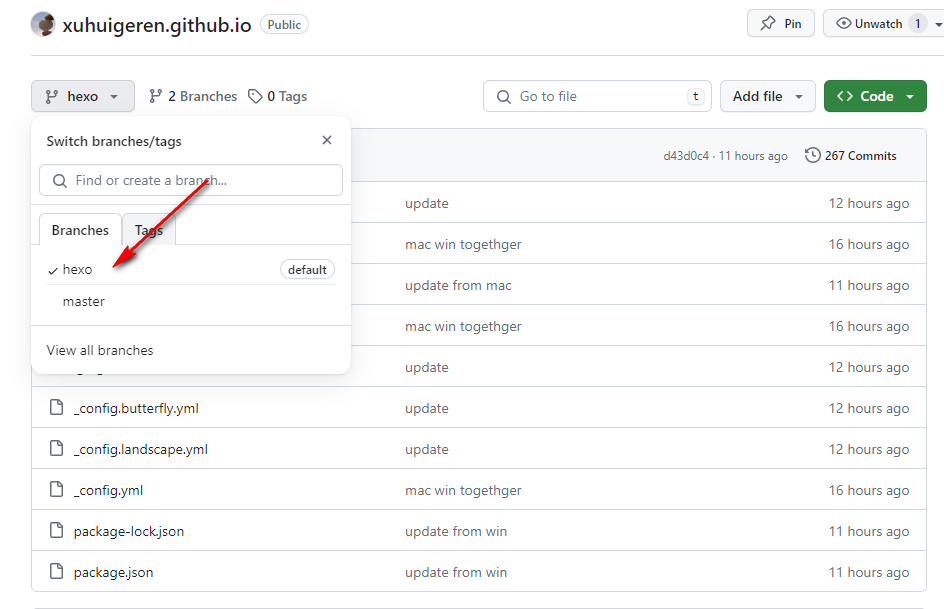 xuhuigeren.github.io Public Pin Unwatch 1
hexo 2 Branches 0 Tags Go to file t Add file Code
Switch branches/tags
d43d0c4 · 11 hours ago 267 Commits
Find or create a branch...
update 12 hours ago
Branches Tags
mac win togethger 16 hours ago
hexo default
update from mac 11 hours ago
master
mac win togethger 16 hours ago
View all branches
update 12 hours ago
_config.butterfly.yml update 12 hours ago
_config.landscape.yml update 12 hours ago
_config.yml mac win togethger 16 hours ago
package-lock.json update from win 11 hours ago
package.json update from win 11 hours ago